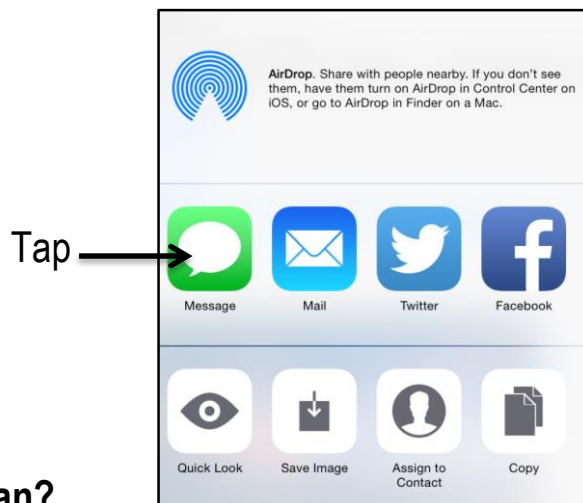 AirDrop. Share with people nearby. If you don't see
them, have them turn on AirDrop in Control Center on
iOS, or go to AirDrop in Finder on a Mac.
Tap
Message Mail Twitter Facebook
Quick Look Save Image Assign to Copy
Contact
an?